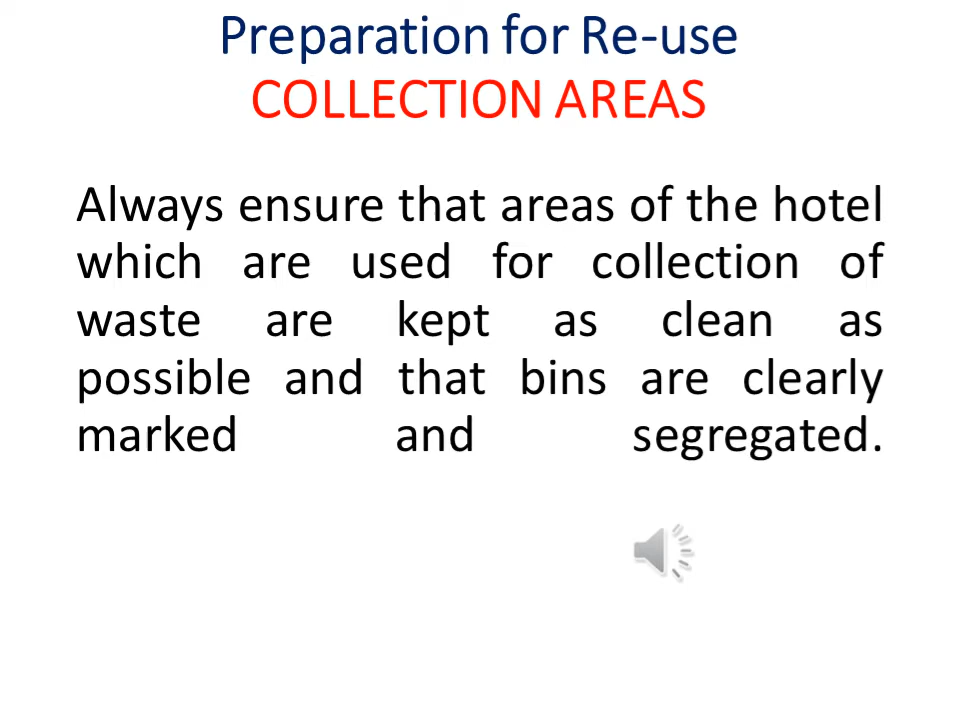 Preparation for Re-use
COLLECTION AREAS
Always ensure that areas of the hotel
which are used for collection of
waste are kept as clean as
possible and that bins are clearly
marked and segregated.